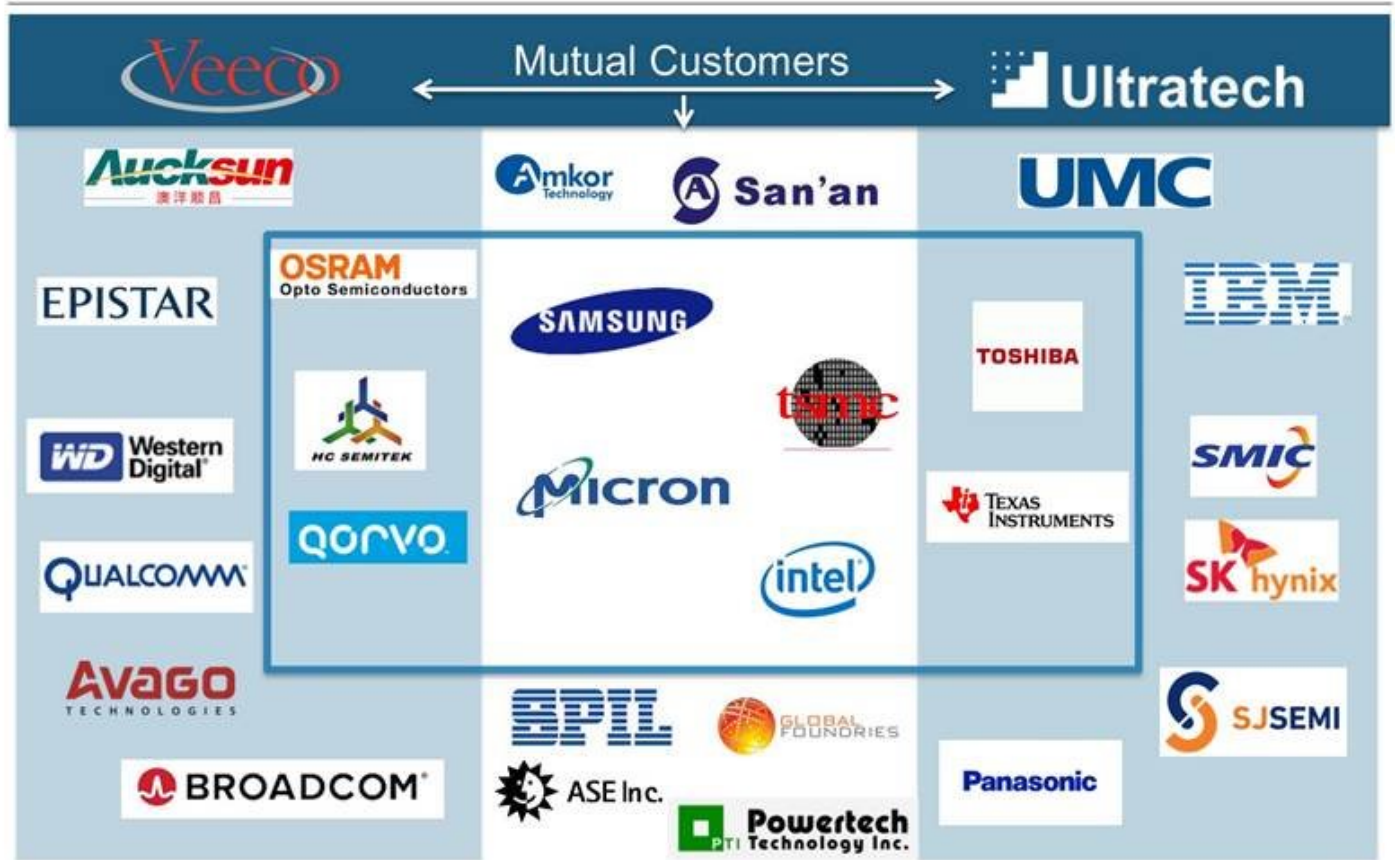 Veeco
Mutual Customers
Ultratech
Aucksun
澳洋顺昌
Amkor
Technology
San'an
UMC
OSRAM
Opto Semiconductors
EPISTAR
SAMSUNG
IBM
TOSHIBA
tsmc
HC SEMITEK
WD Western
Digital®
SMIC
Micron
TEXAS
INSTRUMENTS
QORVO
QUALCOMM®
intel
SK hynix
AVAGO
TECHNOLOGIES
SPIL
GLOBAL
FOUNDRIES
SJSEMI
BROADCOM®
ASE Inc.
Panasonic
PTI Powertech
Technology Inc.